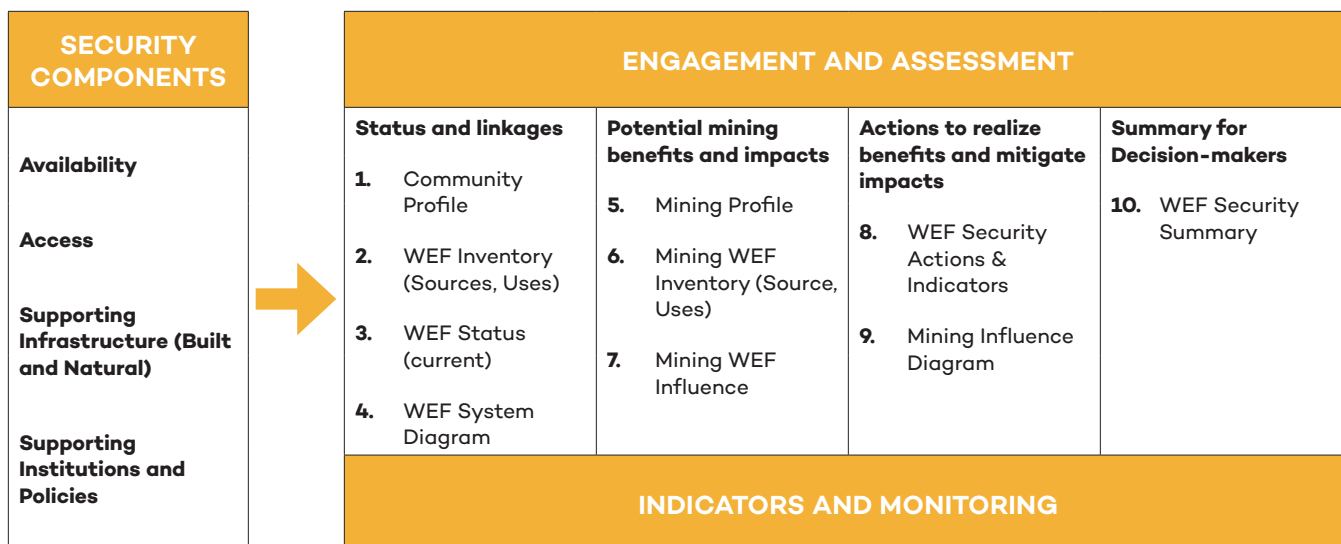 SECURITY
COMPONENTS
Availability
Access
Supporting
Infrastructure (Built
and Natural)
Supporting
Institutions and
Policies
ENGAGEMENT AND ASSESSMENT
Status and linkages
1. Community
Profile
2. WEF Inventory
(Sources, Uses)
3. WEF Status
(current)
4. WEF System
Diagram
Potential mining
benefits and impacts
5. Mining Profile
6. Mining WEF
Inventory (Source,
Uses)
7. Mining WEF
Influence
Actions to realize
benefits and mitigate
impacts
8. WEF Security
Actions &
Indicators
9. Mining Influence
Diagram
Summary for
Decision-makers
10. WEF Security
Summary
INDICATORS AND MONITORING